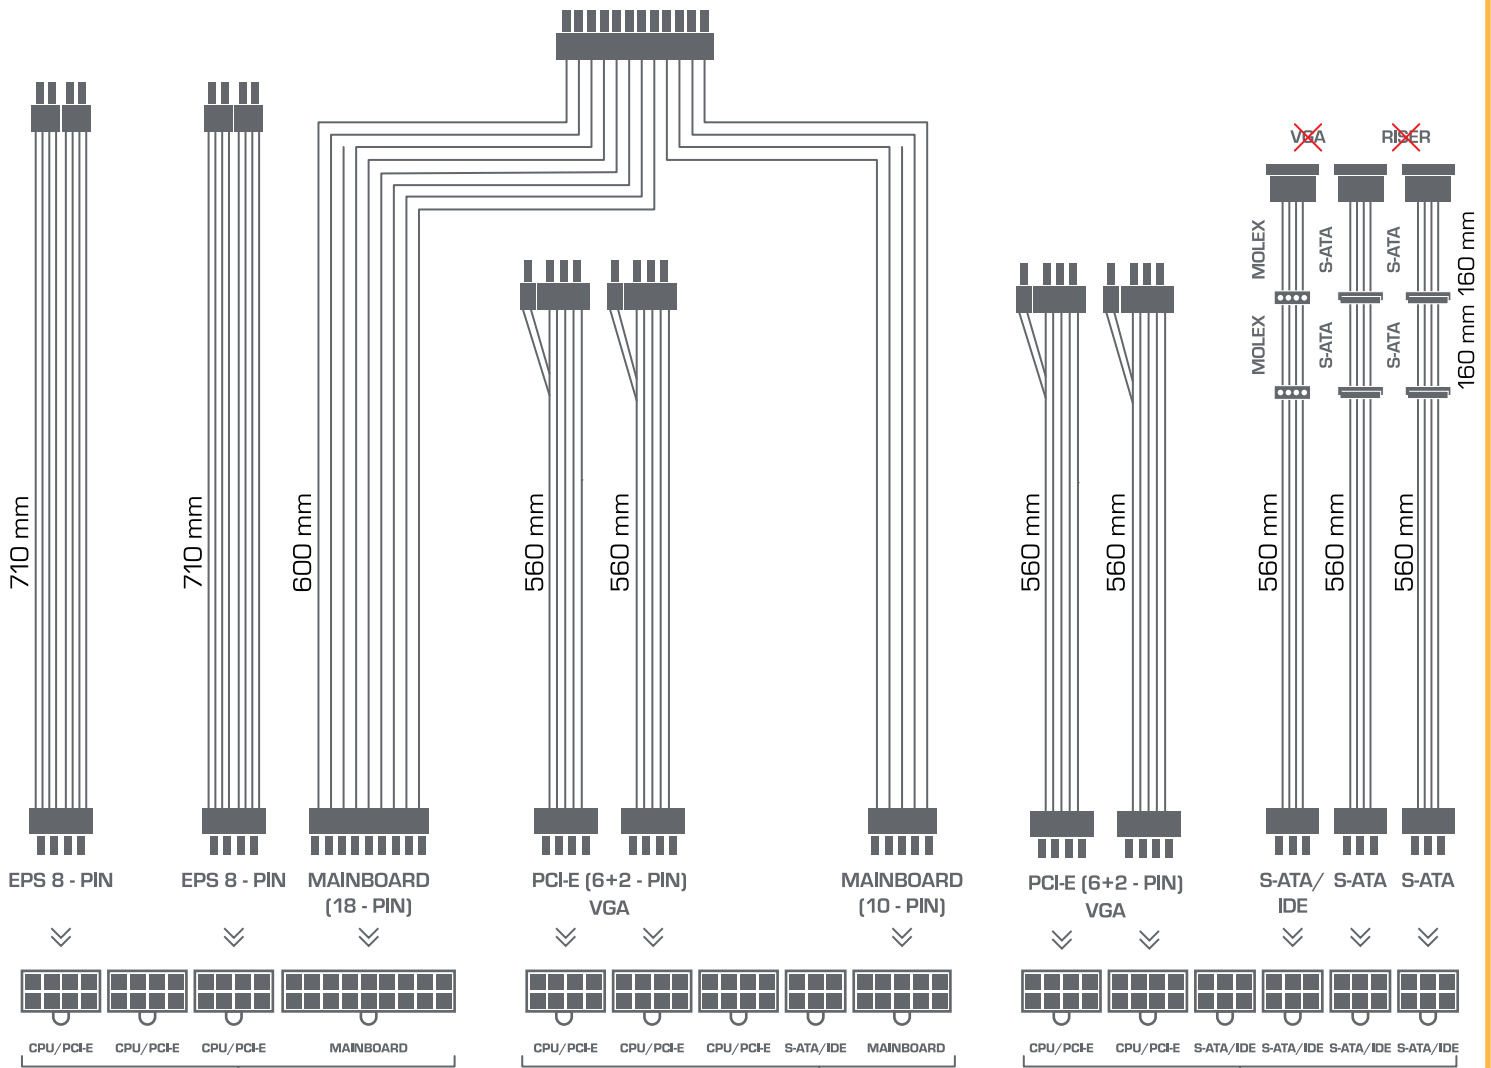 VGA
RISER
MOLEX
S-ATA
S-ATA
160 mm
MOLEX
S-ATA
S-ATA
160 mm
710 mm
710 mm
600 mm
560 mm
560 mm
560 mm
560 mm
560 mm
560 mm
560 mm
EPS 8 - PIN
EPS 8 - PIN
MAINBOARD
(18 - PIN)
PCI-E (6+2 - PIN)
VGA
MAINBOARD
(10 - PIN)
PCI-E (6+2 - PIN)
VGA
S-ATA/
IDE
S-ATA
S-ATA
CPU/PCI-E
CPU/PCI-E
CPU/PCI-E
MAINBOARD
CPU/PCI-E
CPU/PCI-E
CPU/PCI-E
S-ATA/IDE
MAINBOARD
CPU/PCI-E
CPU/PCI-E
S-ATA/IDE
S-ATA/IDE
S-ATA/IDE
S-ATA/IDE